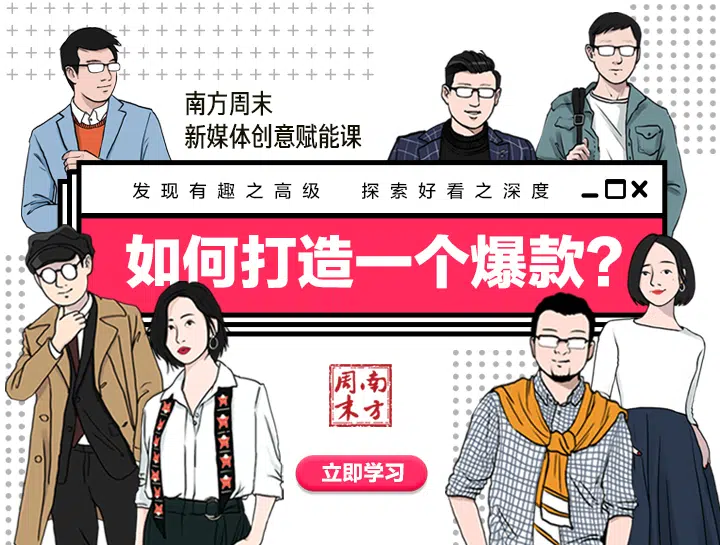 南方周末
新媒体创意赋能课
发现有趣之高级 探索好看之深度
如何打造一个爆款?
南方
周末
立即学习